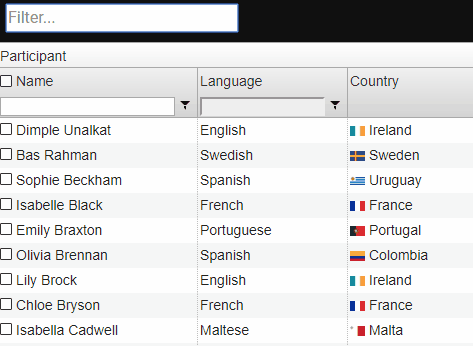 Filter...
Participant
Name Language Country
Dimple Unalkat English Ireland
Bas Rahman Swedish Sweden
Sophie Beckham Spanish Uruguay
Isabelle Black French France
Emily Braxton Portuguese Portugal
Olivia Brennan Spanish Colombia
Lily Brock English Ireland
Chloe Bryson French France
Isabella Cadwell Maltese Malta